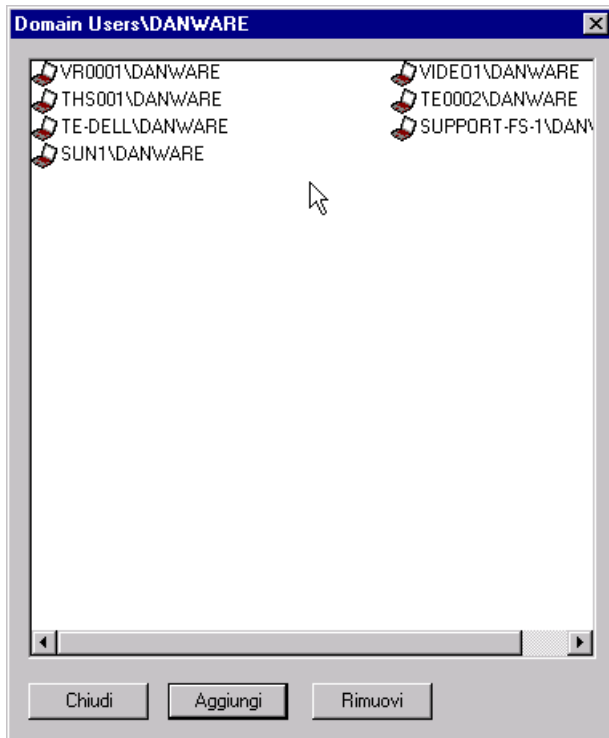 Domain Users\DANWARE
VR0001\DANWARE VIDEO1\DANWARE
THS001\DANWARE TE0002\DANWARE
TE-DELL\DANWARE SUPPORT-FS-1\DAN
SUN1\DANWARE
Chiudi Aggiungi Rimuovi